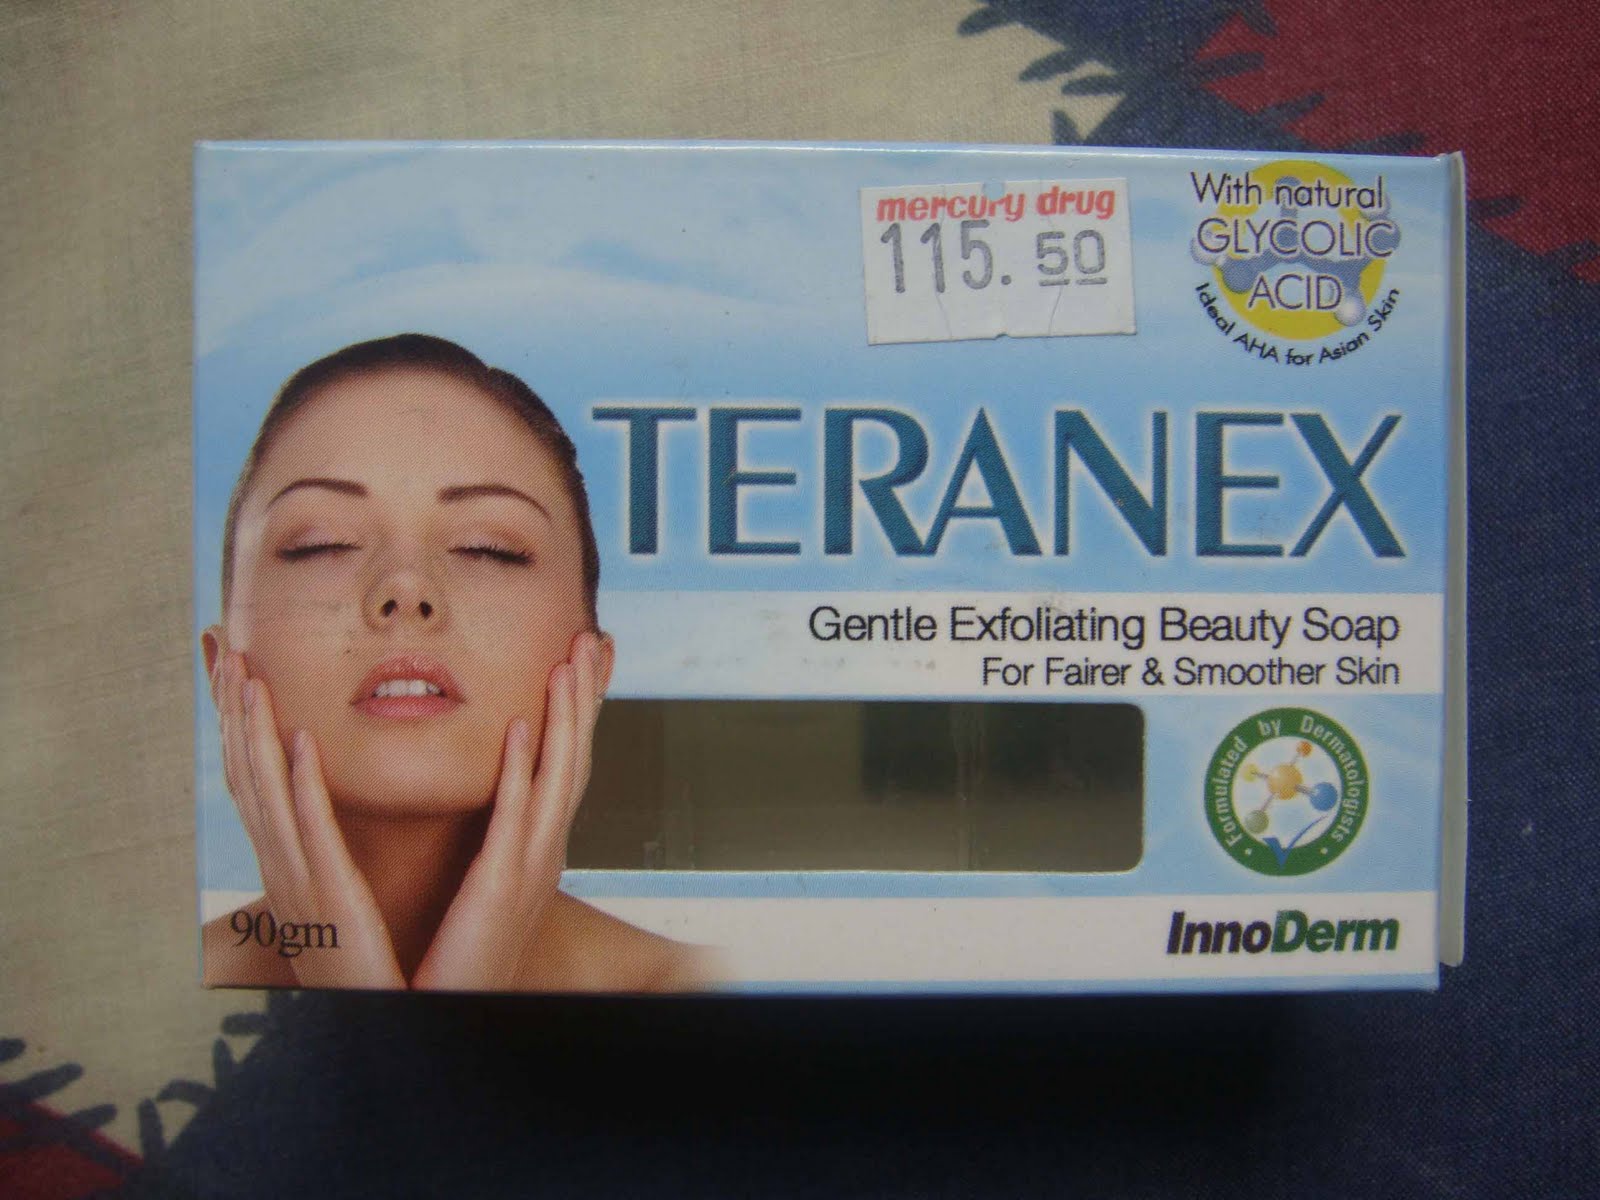 mercury drug
115.50
With natural
GLYCOLIC
ACID
Ideal AHA for Asian Skin
TERANEX
Gentle Exfoliating Beauty Soap
For Fairer & Smoother Skin
Formulated by Dermatologists
90gm
InnoDerm